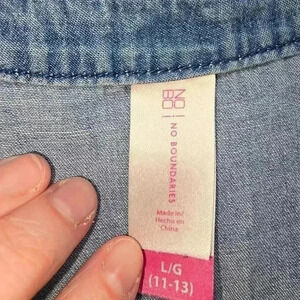 NO
BO
NO BOUNDARIES
Made in/
Hecho en
China
L/G
(11-13)